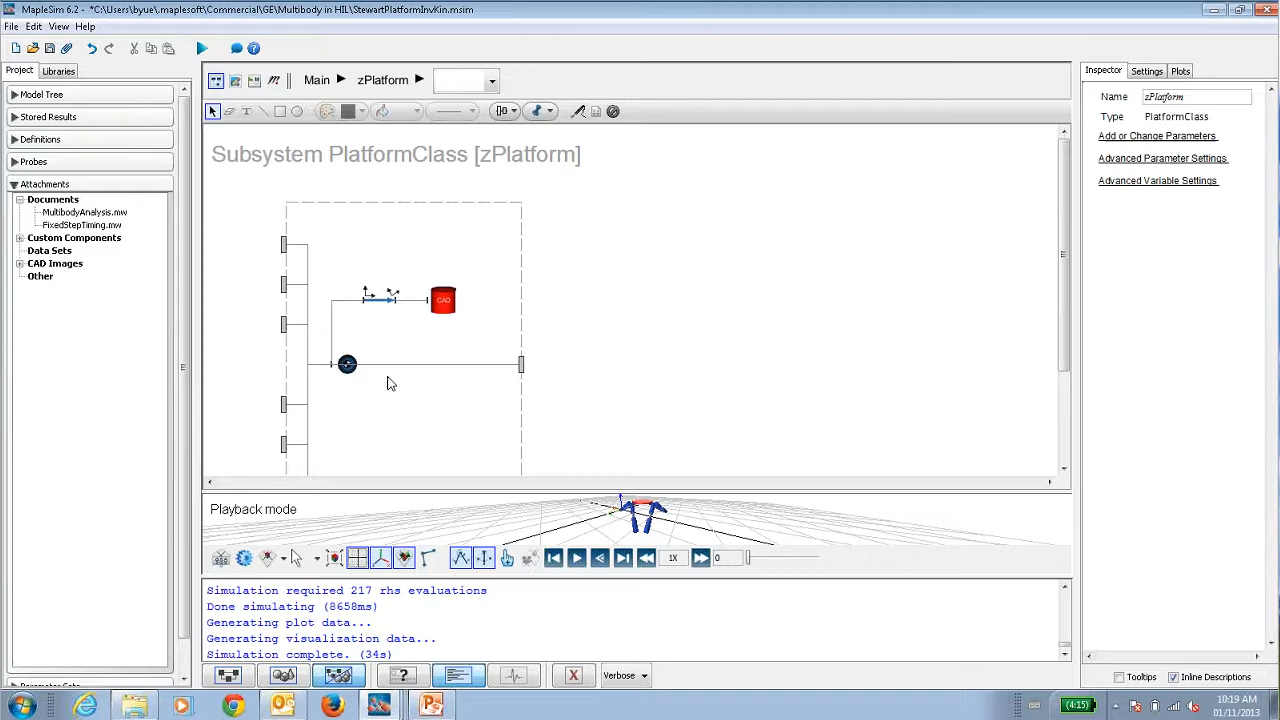 MapleSim 6.2 - *C:\Users\byue\.maplesoft\Commercial\GE\Multibody in HIL\StewartPlatformInvKin.msim
File Edit View Help
Project Libraries
Main zPlatform
Inspector Settings Plots
Model Tree
Name zPlatform
Stored Results
Type PlatformClass
Definitions
Add or Change Parameters
Probes
Subsystem PlatformClass [zPlatform]
Advanced Parameter Settings
Attachments
Advanced Variable Settings
Documents
MultibodyAnalysis.mw
FixedStepTiming.mw
Custom Components
Data Sets
CAD Images
Other
CAD
Playback mode
1X 0
Simulation required 217 rhs evaluations
Done simulating (8658ms)
Generating plot data...
Generating visualization data...
Simulation complete. (34s)
Verbose
Tooltips Inline Descriptions
(4:15)
10:19 AM
01/11/2013